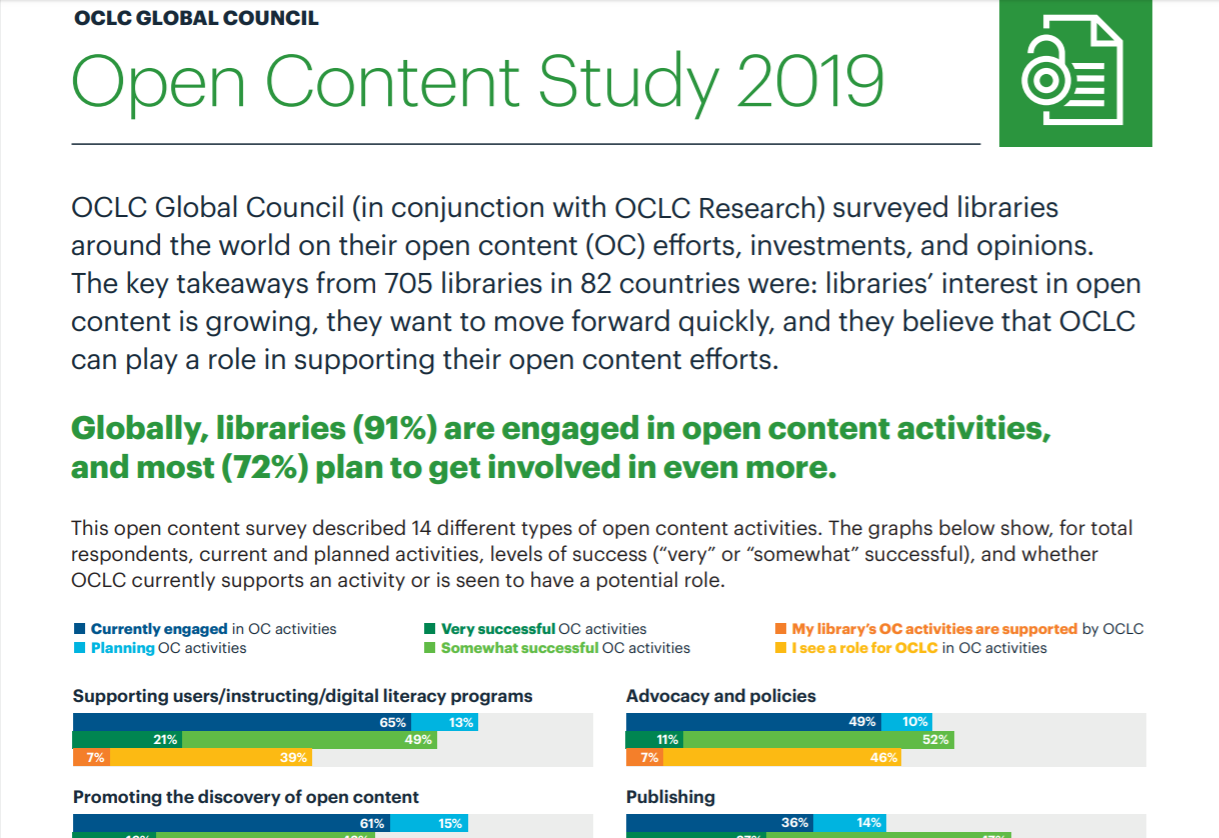 OCLC GLOBAL COUNCIL
Open Content Study 2019
OCLC Global Council (in conjunction with OCLC Research) surveyed libraries
around the world on their open content (OC) efforts, investments, and opinions.
The key takeaways from 705 libraries in 82 countries were: libraries’ interest in open
content is growing, they want to move forward quickly, and they believe that OCLC
can play a role in supporting their open content efforts.
Globally, libraries (91%) are engaged in open content activities,
and most (72%) plan to get involved in even more.
This open content survey described 14 different types of open content activities. The graphs below show, for total
respondents, current and planned activities, levels of success (“very” or “somewhat” successful), and whether
OCLC currently supports an activity or is seen to have a potential role.
Currently engaged in OC activities
Planning OC activities
Very successful OC activities
Somewhat successful OC activities
My library’s OC activities are supported by OCLC
I see a role for OCLC in OC activities
Supporting users/instructing/digital literacy programs
65% 13%
21% 49%
7% 39%
Advocacy and policies
49% 10%
11% 52%
7% 46%
Promoting the discovery of open content
61% 15%
Publishing
36% 14%